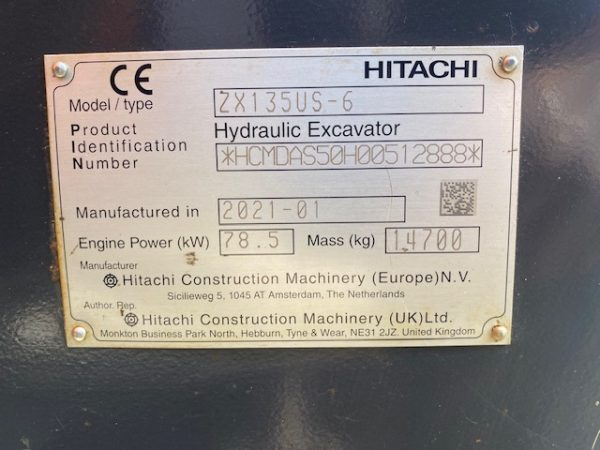 CE HITACHI
Model / type ZX135US-6
Product Hydraulic Excavator
Identification *HCMDAS50H00512888*
Number
Manufactured in 2021-01
Engine Power (kW) 78.5 Mass (kg) 14700
Manufacturer
Hitachi Construction Machinery (Europe)N.V.
Sicilieweg 5, 1045 AT Amsterdam, The Netherlands
Author. Rep.
Hitachi Construction Machinery (UK)Ltd.
Monkton Business Park North, Hebburn, Tyne & Wear, NE31 2JZ. United Kingdom